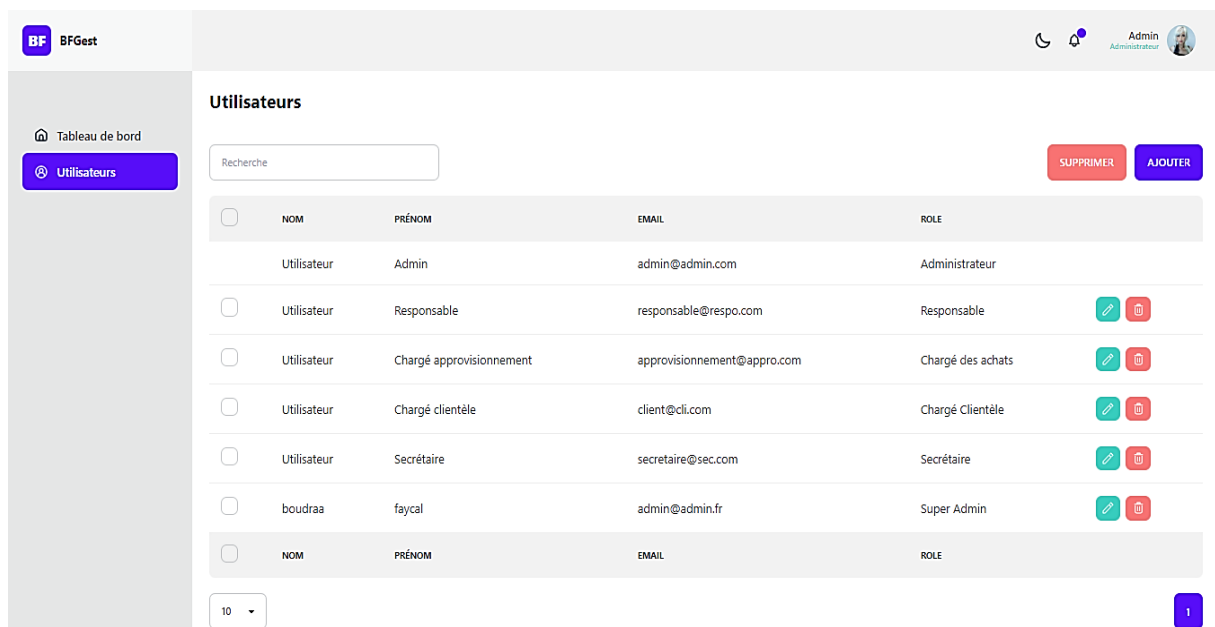 BF BFGest
Admin
Administrateur
Utilisateurs
Tableau de bord
Utilisateurs
Recherche
SUPPRIMER AJOUTER
NOM PRÉNOM EMAIL ROLE
Utilisateur Admin admin@admin.com Administrateur
Utilisateur Responsable responsable@respo.com Responsable
Utilisateur Chargé approvisionnement approvisionnement@appro.com Chargé des achats
Utilisateur Chargé clientèle client@cli.com Chargé Clientèle
Utilisateur Secrétaire secretaire@sec.com Secrétaire
boudraa faycal admin@admin.fr Super Admin
NOM PRÉNOM EMAIL ROLE
10 1